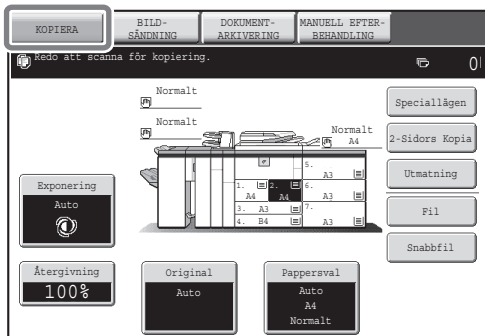 KOPIERA
BILD-
SÄNDNING
DOKUMENT-
ARKIVERING
MANUELL EFTER-
BEHANDLING
Redo att scanna för kopiering.
0
Normalt
Normalt
Normalt
A4
Speciallägen
2-Sidors Kopia
Utmatning
Fil
Snabbfil
5.
A3
1.
A4
2.
A4
6.
A3
3. A3
7.
4. B4
A3
Exponering
Auto
Återgivning
100%
Original
Auto
Pappersval
Auto
A4
Normalt